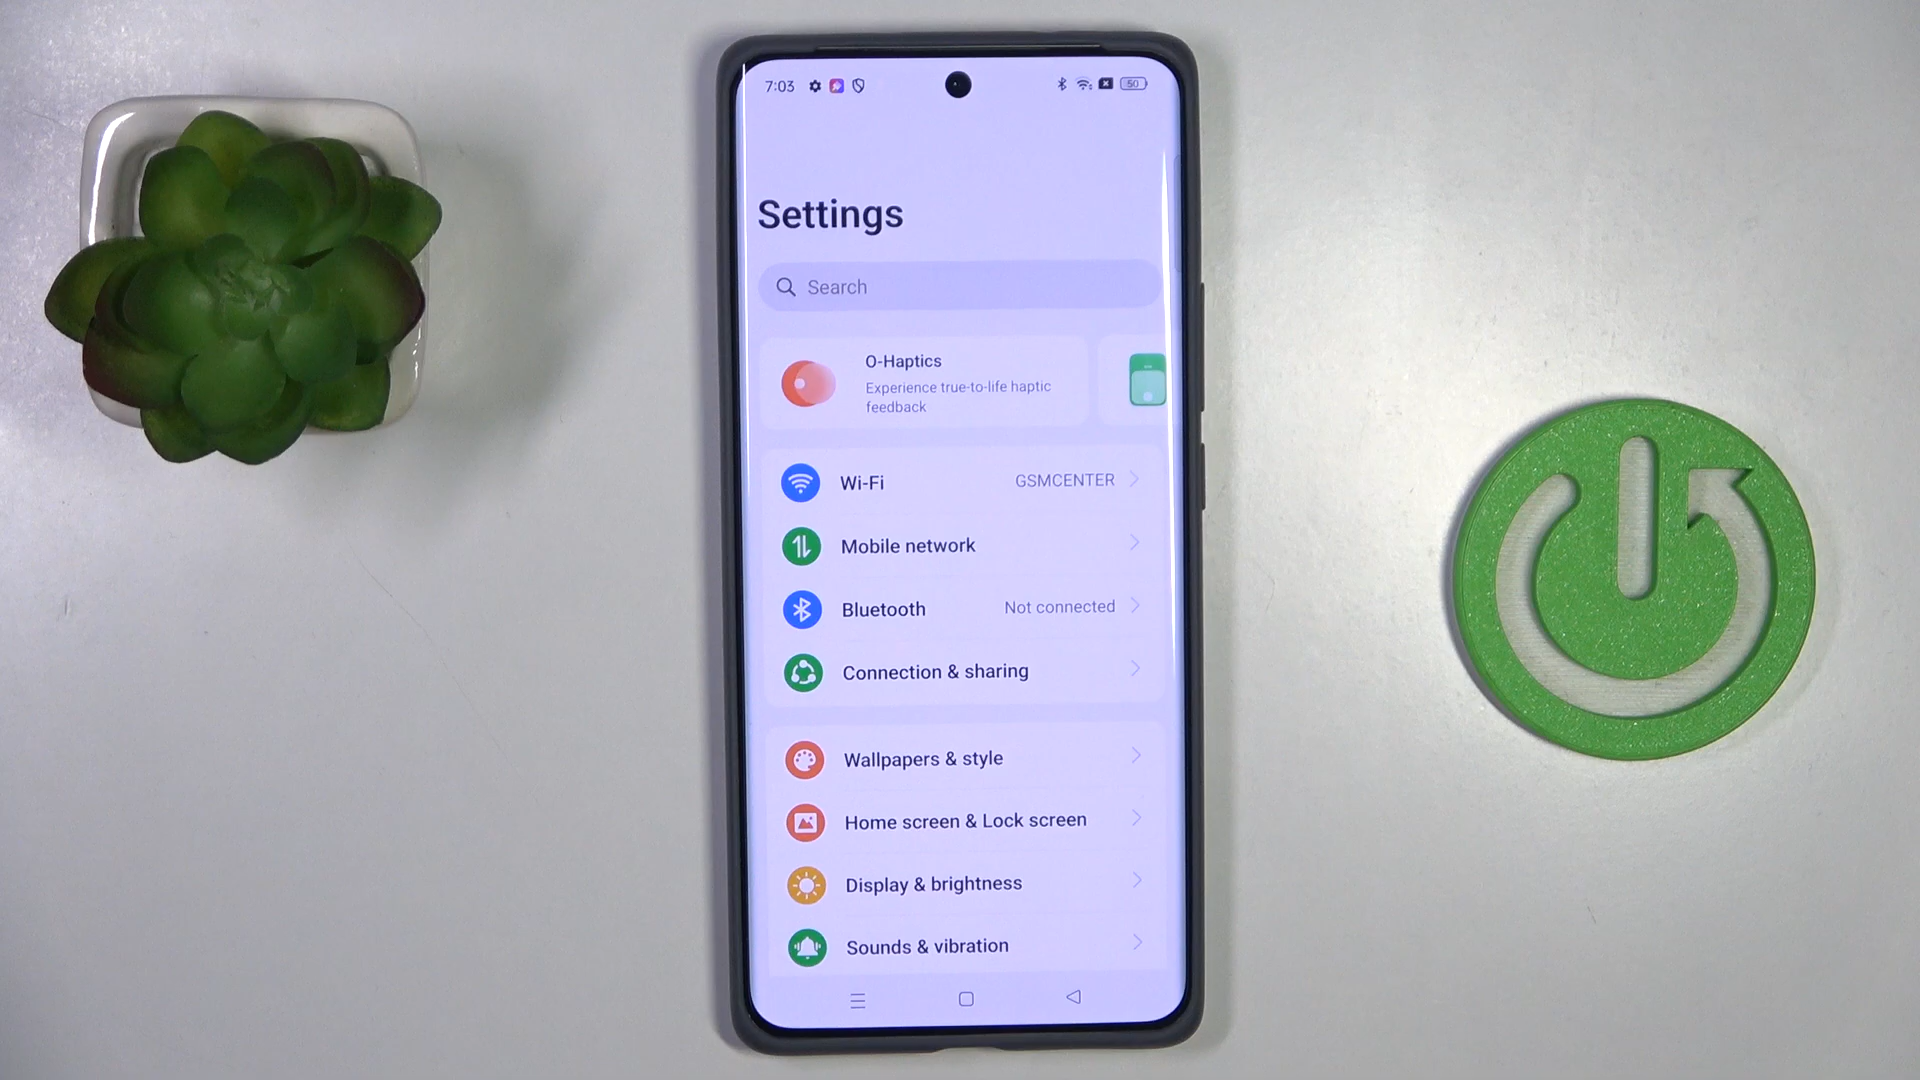 7:03
50
Settings
Search
O-Haptics
Experience true-to-life haptic
feedback
Wi-Fi GSMCENTER
Mobile network
Bluetooth Not connected
Connection & sharing
Wallpapers & style
Home screen & Lock screen
Display & brightness
Sounds & vibration